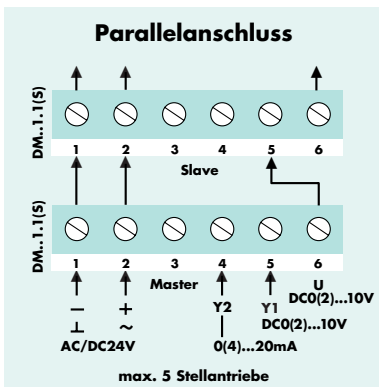 Parallelanschluss
DM..1.1(S)
1 2 3 4 5 6
Slave
DM..1.1(S)
1 2 3 4 5 6
Master
U
DC0(2)...10V
− + Y2 Y1
⊥ ~ DC0(2)...10V
AC/DC24V 0(4)...20mA
max. 5 Stellantriebe